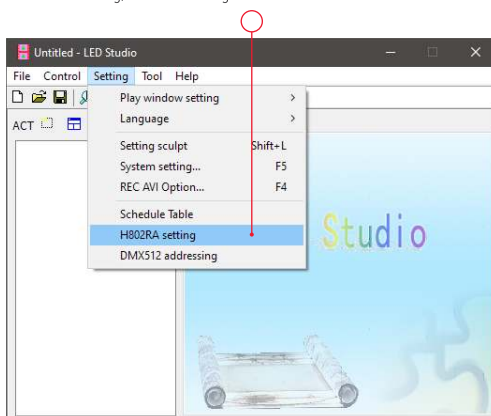 Untitled - LED Studio
File Control Setting Tool Help
Play window setting
Language
ACT
Setting sculpt Shift+L
System setting... F5
REC AVI Option... F4
Schedule Table
H802RA setting
DMX512 addressing
Studio